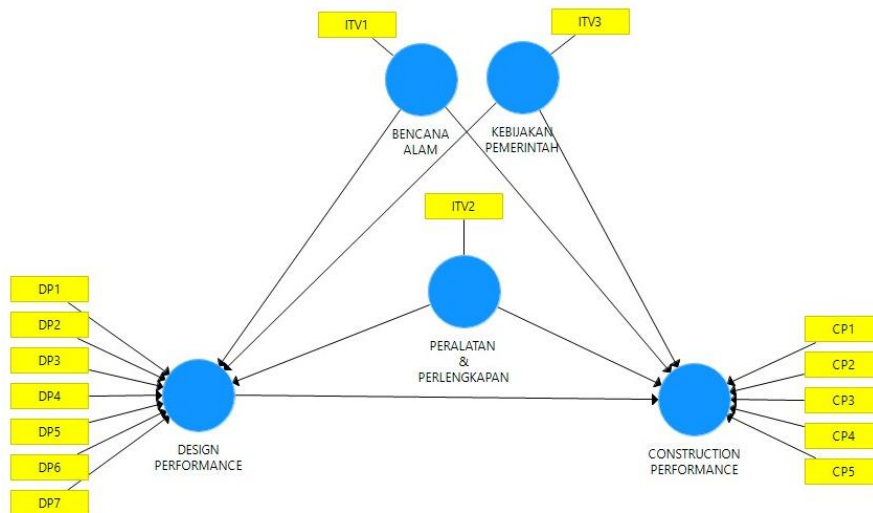 ITV1
ITV3
BENCANA
ALAM
KEBIJAKAN
PEMERINTAH
ITV2
PERALATAN
&
PERLENGKAPAN
DP1
DP2
DP3
DP4
DP5
DP6
DP7
DESIGN
PERFORMANCE
CP1
CP2
CP3
CP4
CP5
CONSTRUCTION
PERFORMANCE